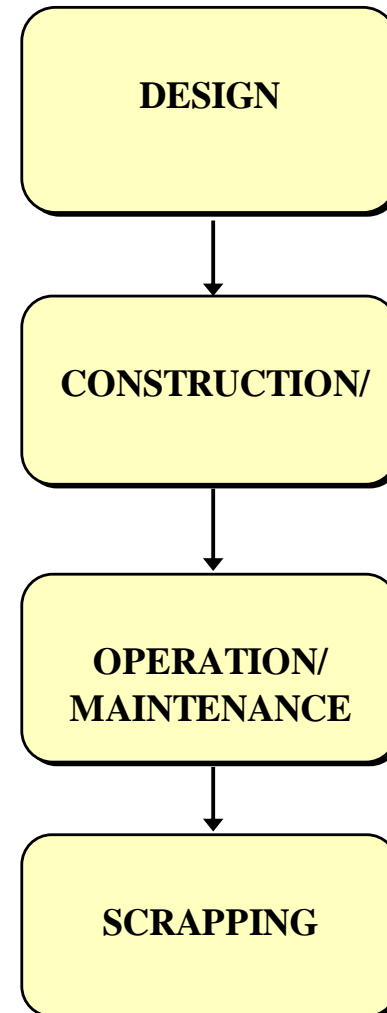 DESIGN
CONSTRUCTION/
OPERATION/
MAINTENANCE
SCRAPPING